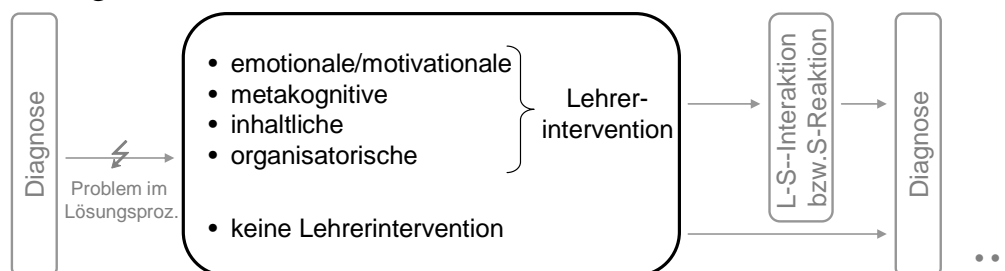 Diagnose
Problem im
Lösungsproz.
• emotionale/motivationale
• metakognitive
• inhaltliche
• organisatorische
Lehrer-
intervention
• keine Lehrerintervention
L-S--Interaktion
bzw.S-Reaktion
Diagnose